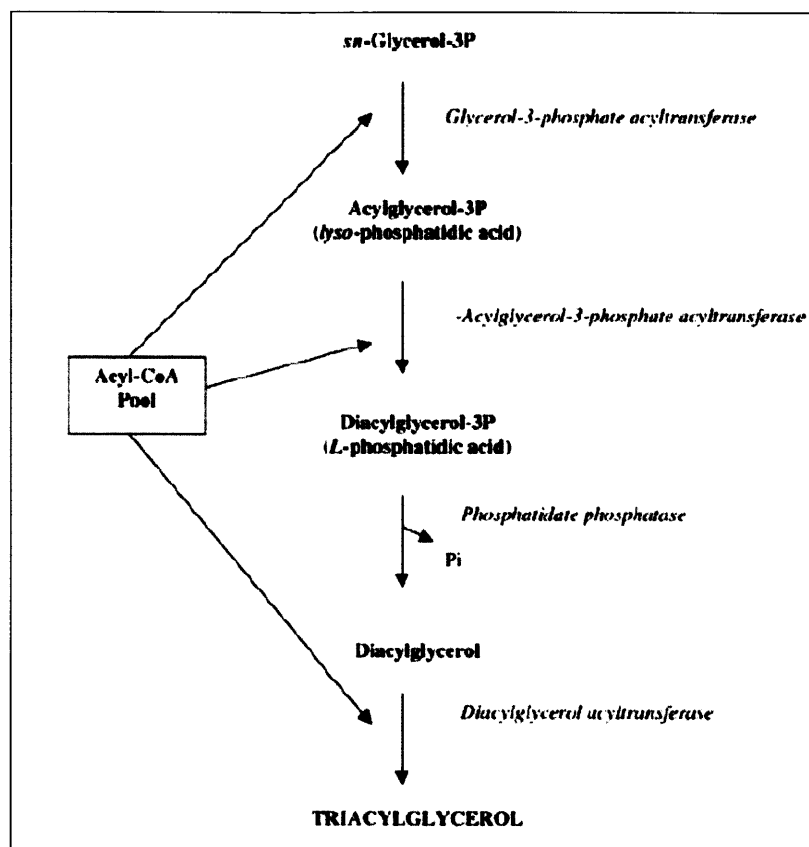 sn-Glycerol-3P
Glycerol-3-phosphate acyltransferase
Acylglycerol-3P
(lyso-phosphatidic acid)
-Acylglycerol-3-phosphate acyltransferase
Acyl-CoA
Pool
Diacylglycerol-3P
(L-phosphatidic acid)
Phosphatidate phosphatase
Pi
Diacylglycerol
Diacylglycerol acyltransferase
TRIACYLGLYCEROL